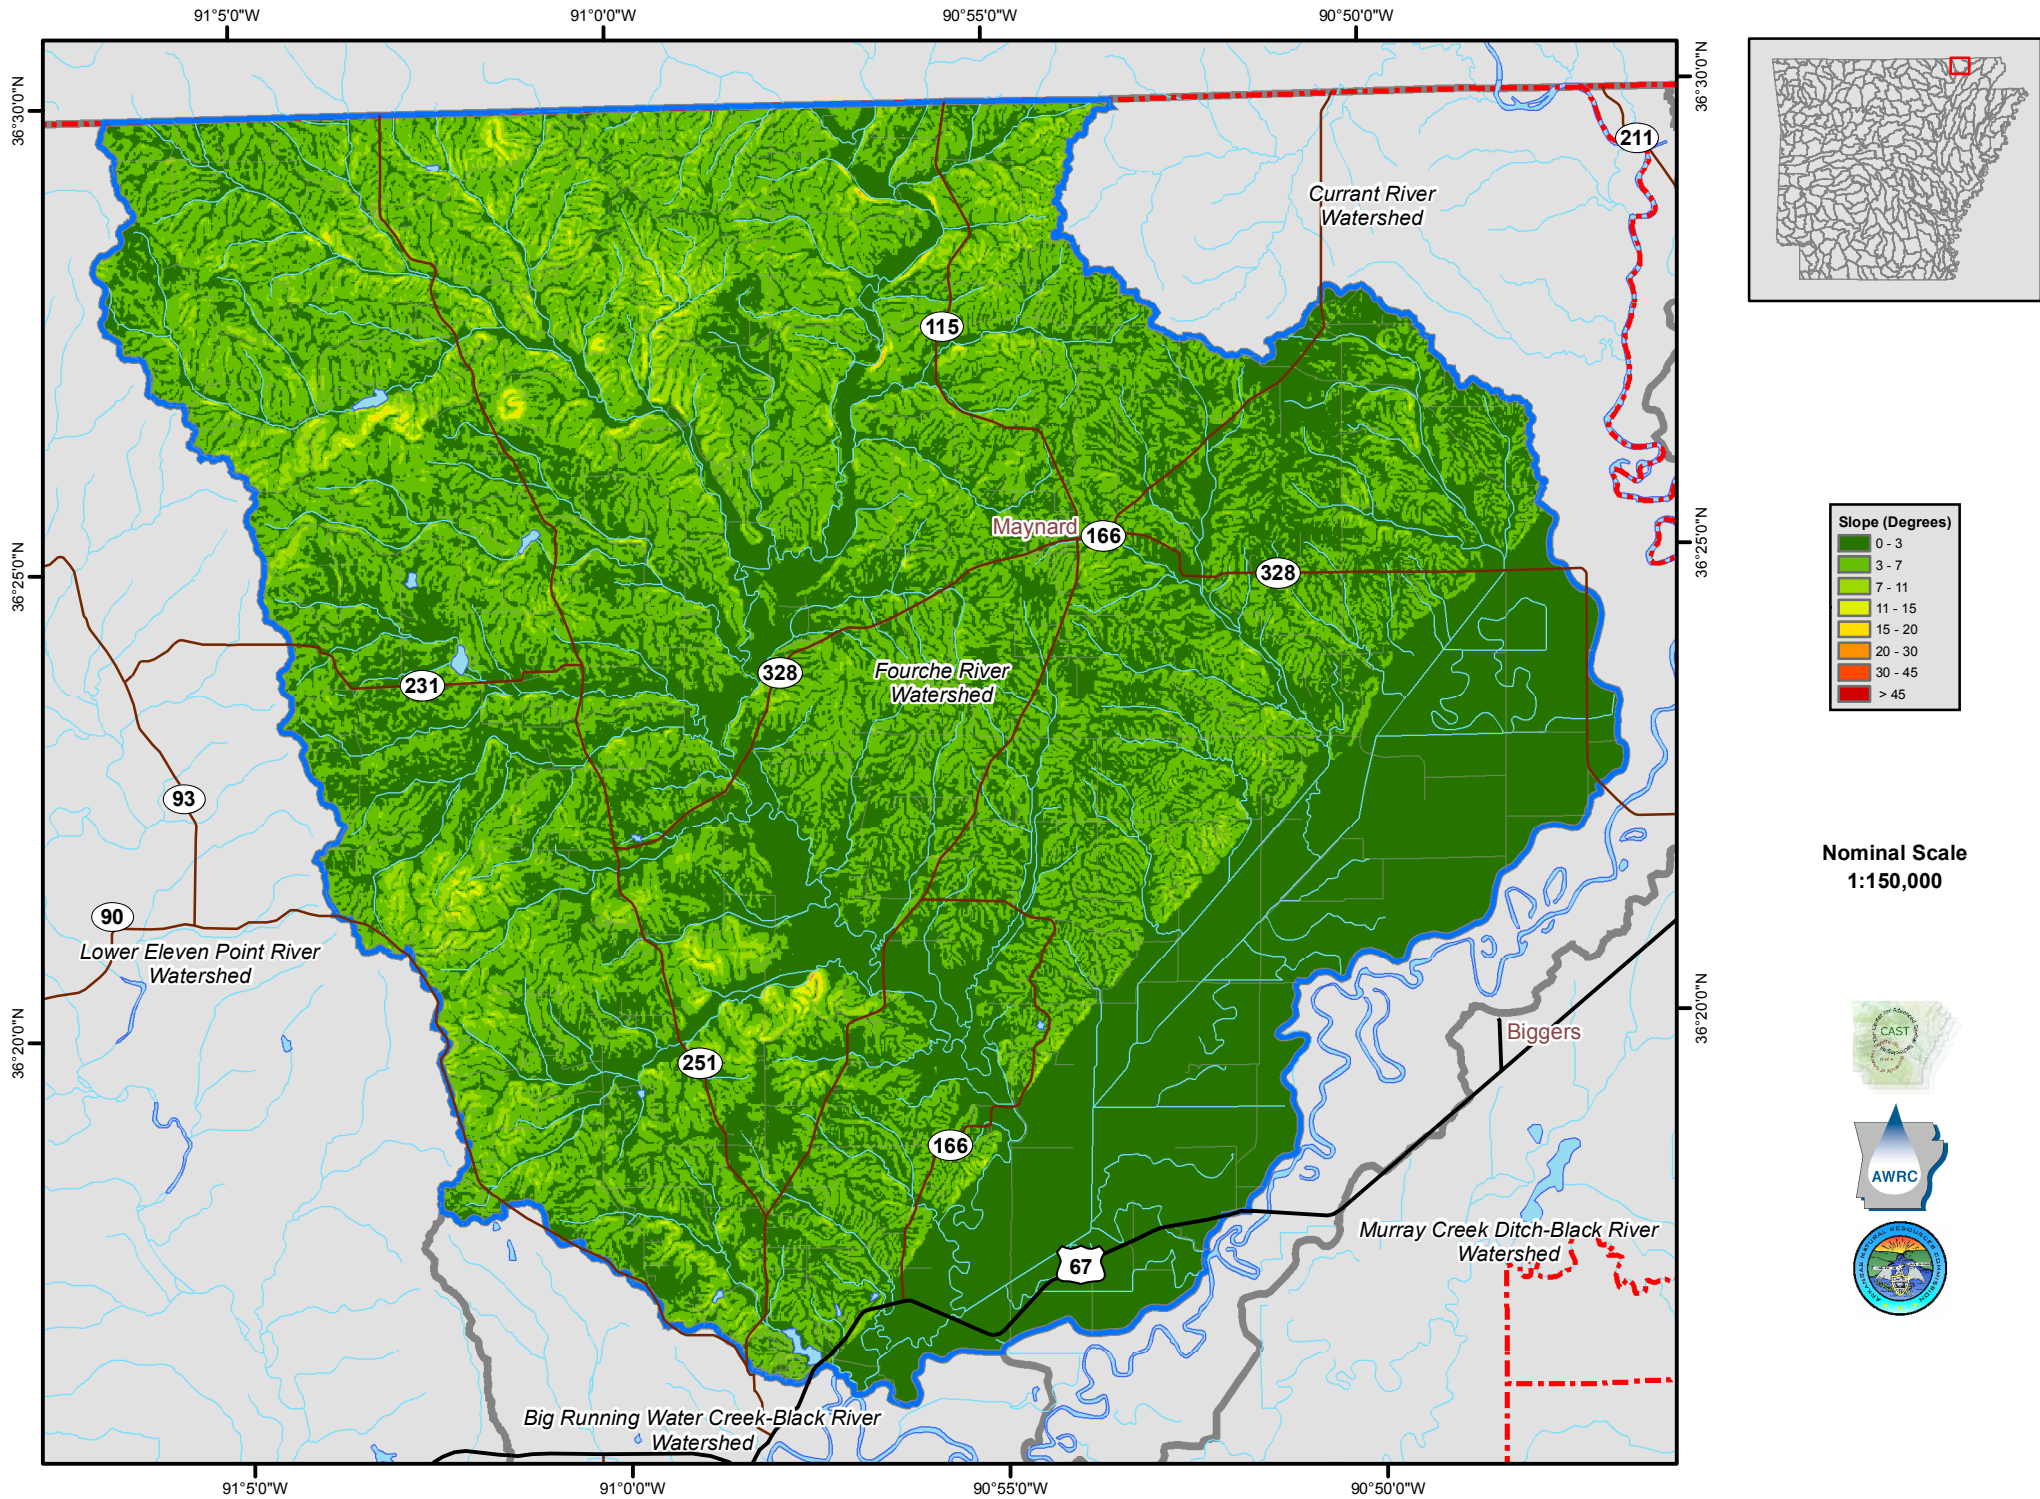 91°5'0"W
91°0'0"W
90°55'0"W
90°50'0"W
36°30'0"N
36°30'0"N
211
Currant River
Watershed
115
Slope (Degrees)
0 - 3
3 - 7
7 - 11
11 - 15
15 - 20
20 - 30
30 - 45
> 45
Maynard
166
36°25'0"N
36°25'0"N
328
328
Fourche River
Watershed
231
93
Nominal Scale
1:150,000
90
Lower Eleven Point River
Watershed
36°20'0"N
36°20'0"N
Biggers
CAST
251
166
AWRC
Murray Creek Ditch-Black River
Watershed
67
ARKANSAS NATURAL RESOURCES COMMISSION
Big Running Water Creek-Black River
Watershed
91°5'0"W
91°0'0"W
90°55'0"W
90°50'0"W